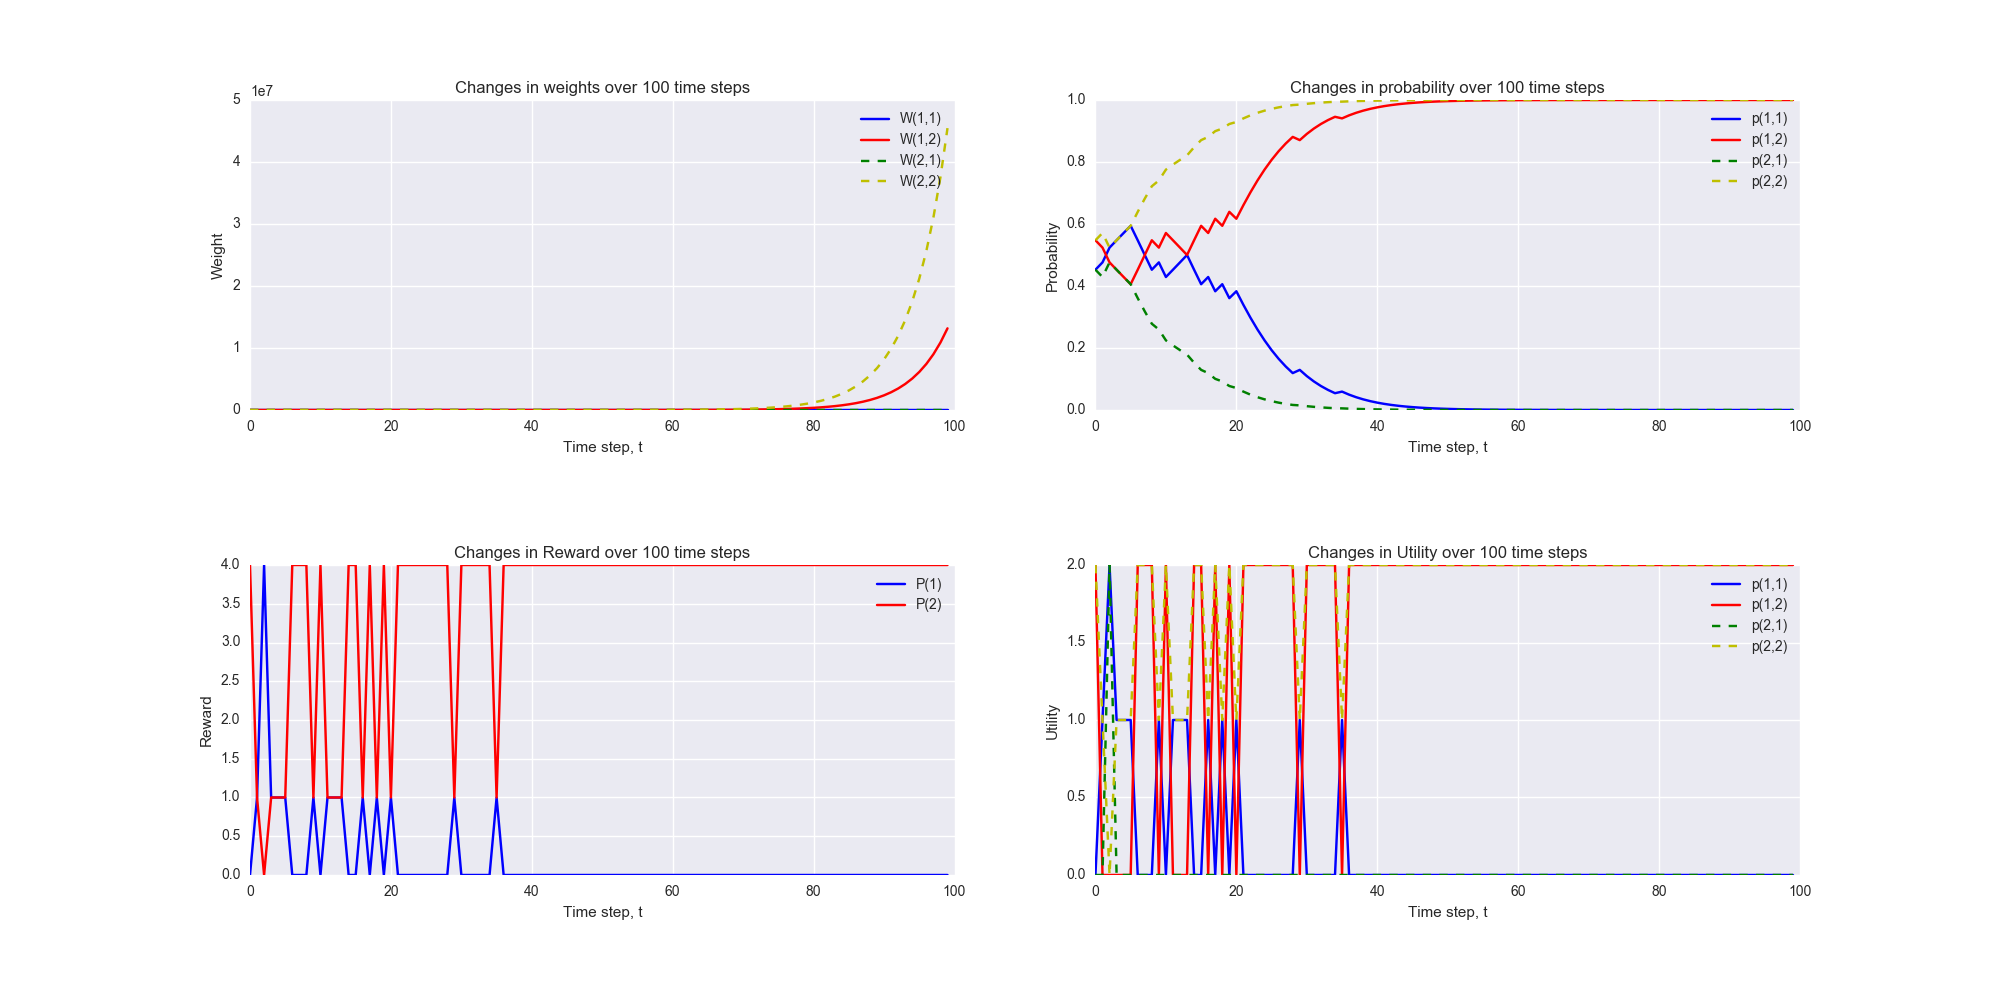 Changes in weights over 100 time steps
1e7
5
4
3
2
1
0
Weight
0 20 40 60 80 100
Time step, t
W(1,1)
W(1,2)
W(2,1)
W(2,2)
Changes in probability over 100 time steps
1.0
0.8
0.6
0.4
0.2
0.0
Probability
0 20 40 60 80 100
Time step, t
p(1,1)
p(1,2)
p(2,1)
p(2,2)
Changes in Reward over 100 time steps
4.0
3.5
3.0
2.5
2.0
1.5
1.0
0.5
0.0
Reward
0 20 40 60 80 100
Time step, t
P(1)
P(2)
Changes in Utility over 100 time steps
2.0
1.5
1.0
0.5
0.0
Utility
0 20 40 60 80 100
Time step, t
p(1,1)
p(1,2)
p(2,1)
p(2,2)